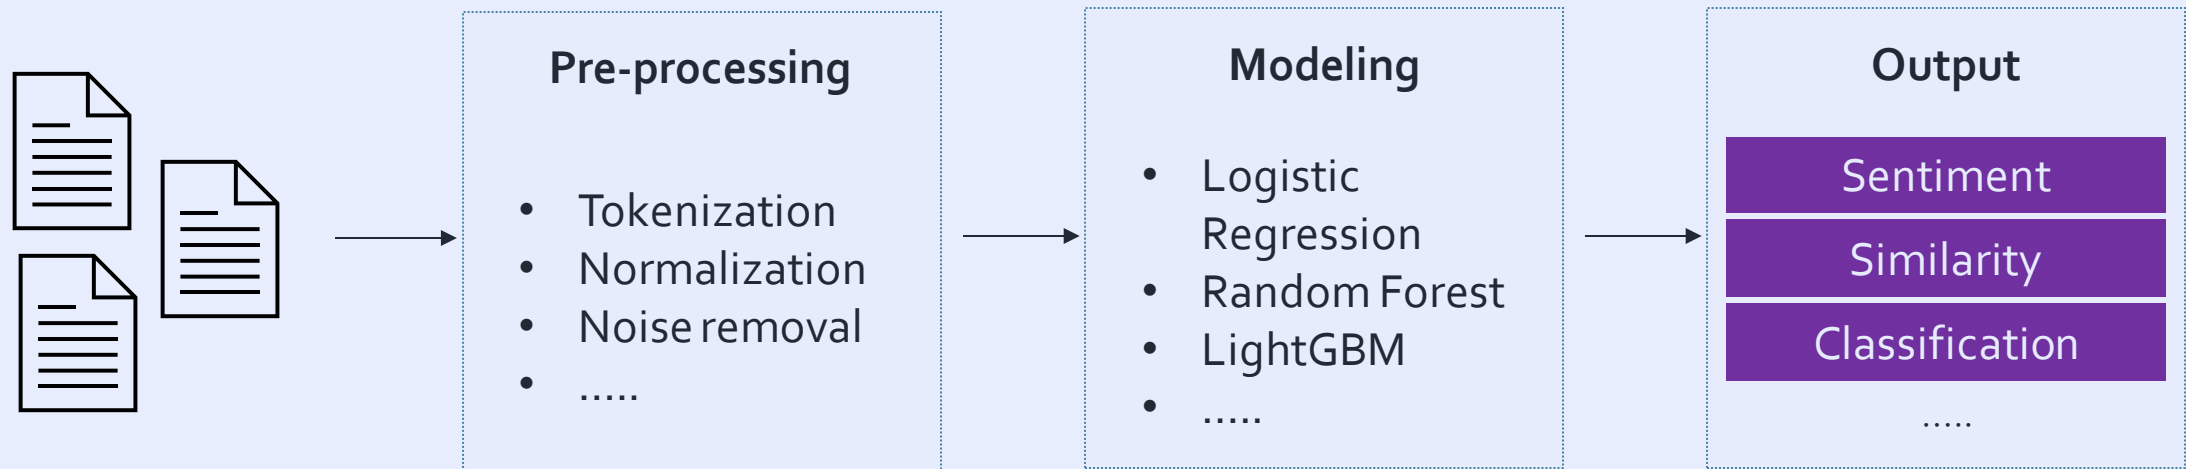 Pre-processing
• Tokenization
• Normalization
• Noise removal
• .....
Modeling
• Logistic
Regression
• Random Forest
• LightGBM
• .....
Output
Sentiment
Similarity
Classification
.....